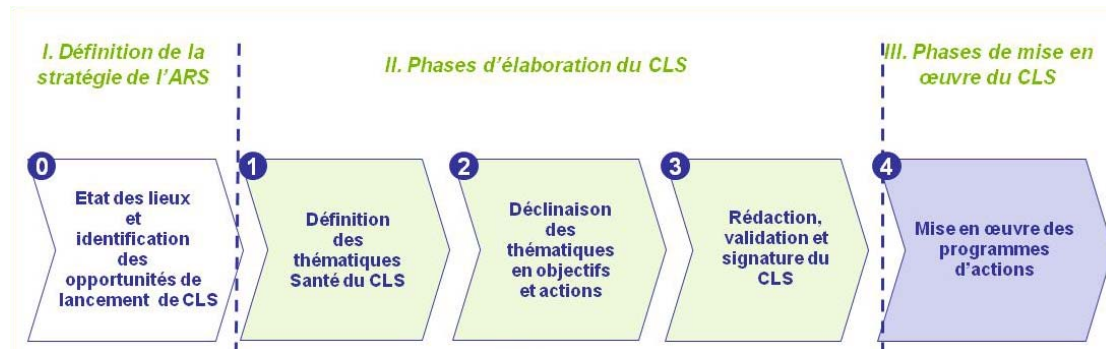 I. Définition de la
stratégie de l'ARS
II. Phases d'élaboration du CLS
III. Phases de mise en
œuvre du CLS
0
Etat des lieux
et
identification
des
opportunités de
lancement de CLS
1
Définition
des
thématiques
Santé du CLS
2
Déclinaison
des
thématiques
en objectifs
et actions
3
Rédaction,
validation et
signature du
CLS
4
Mise en œuvre des
programmes
d'actions